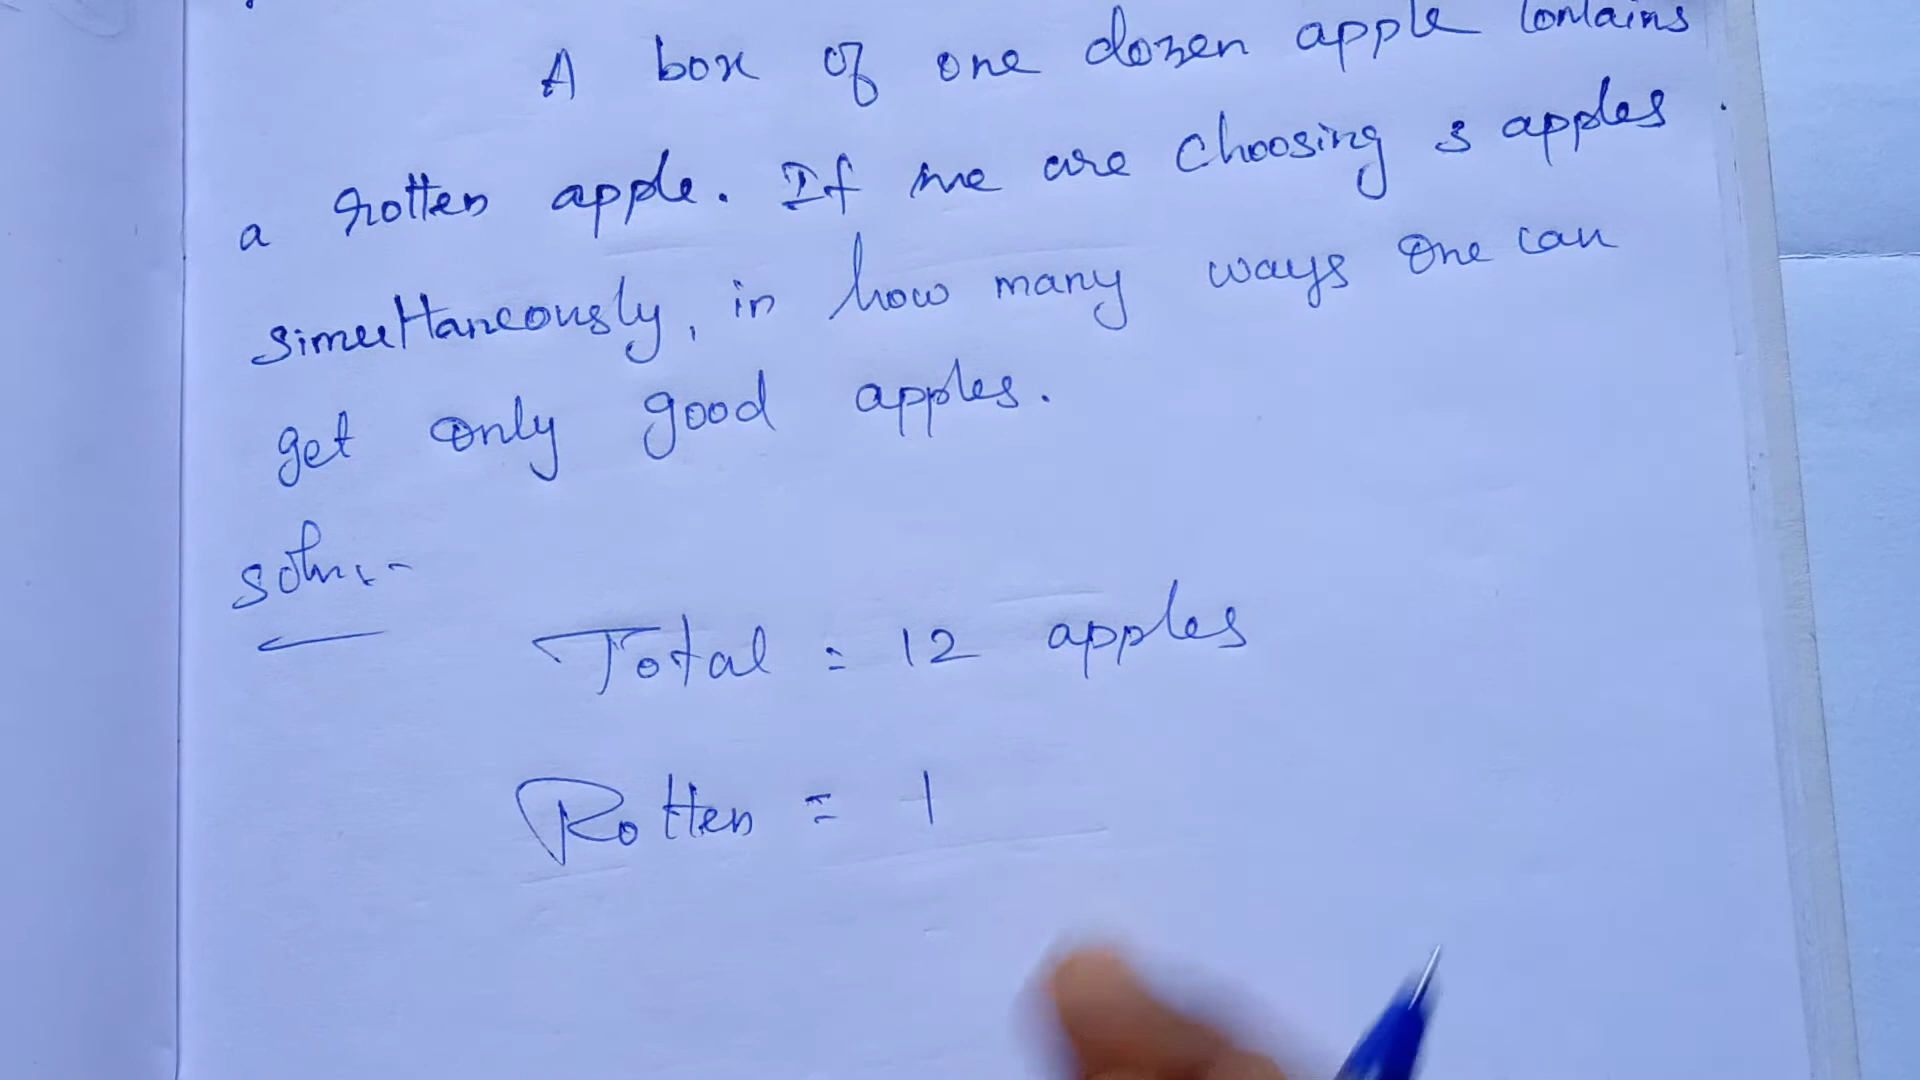 A box of one dozen apple contains
a rotten apple. If we are choosing 3 apples
simultaneously, in how many ways one can
get only good apples.
Soln:-
Total = 12 apples
Rotten = 1